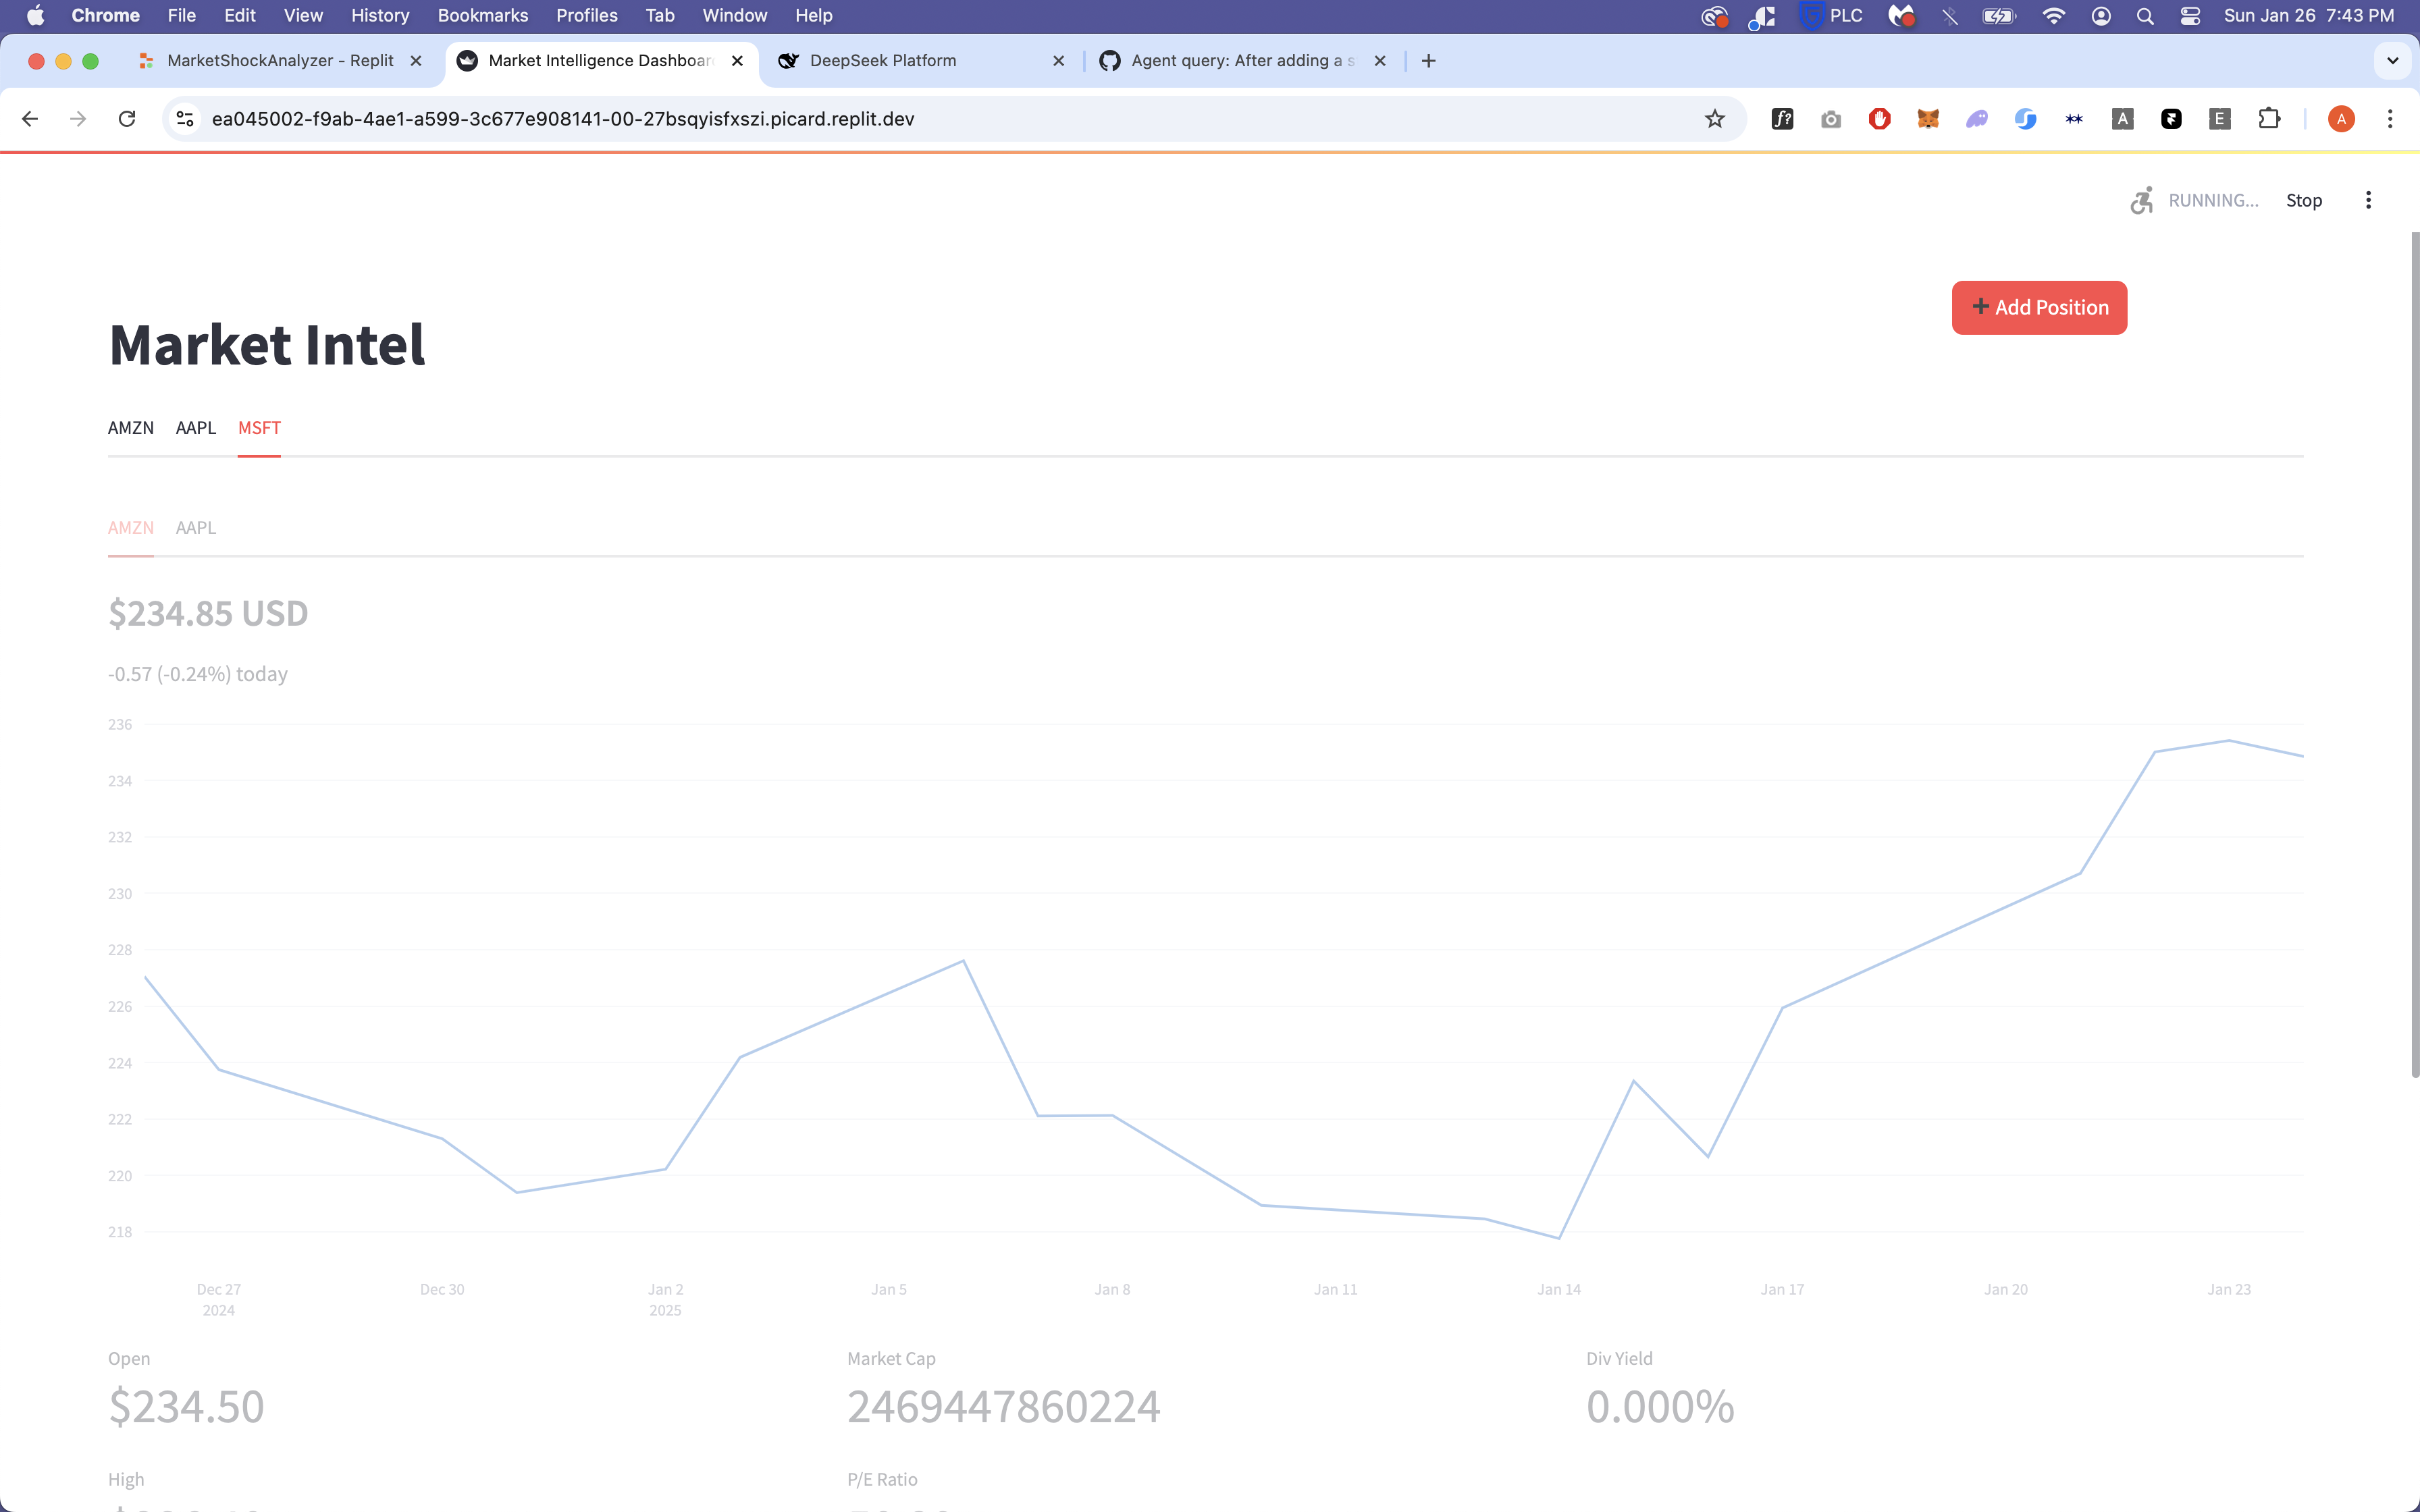 Chrome File Edit View History Bookmarks Profiles Tab Window Help PLC Sun Jan 26 7:43 PM
MarketShockAnalyzer - Replit Market Intelligence Dashboar DeepSeek Platform Agent query: After adding a s
ea045002-f9ab-4ae1-a599-3c677e908141-00-27bsqyisfxszi.picard.replit.dev
RUNNING... Stop
+ Add Position
Market Intel
AMZN AAPL MSFT
AMZN AAPL
$234.85 USD
-0.57 (-0.24%) today
236
234
232
230
228
226
224
222
220
218
Dec 27 Dec 30 Jan 2 Jan 5 Jan 8 Jan 11 Jan 14 Jan 17 Jan 20 Jan 23
2024 2025
Open Market Cap Div Yield
$234.50 2469447860224 0.000%
High P/E Ratio